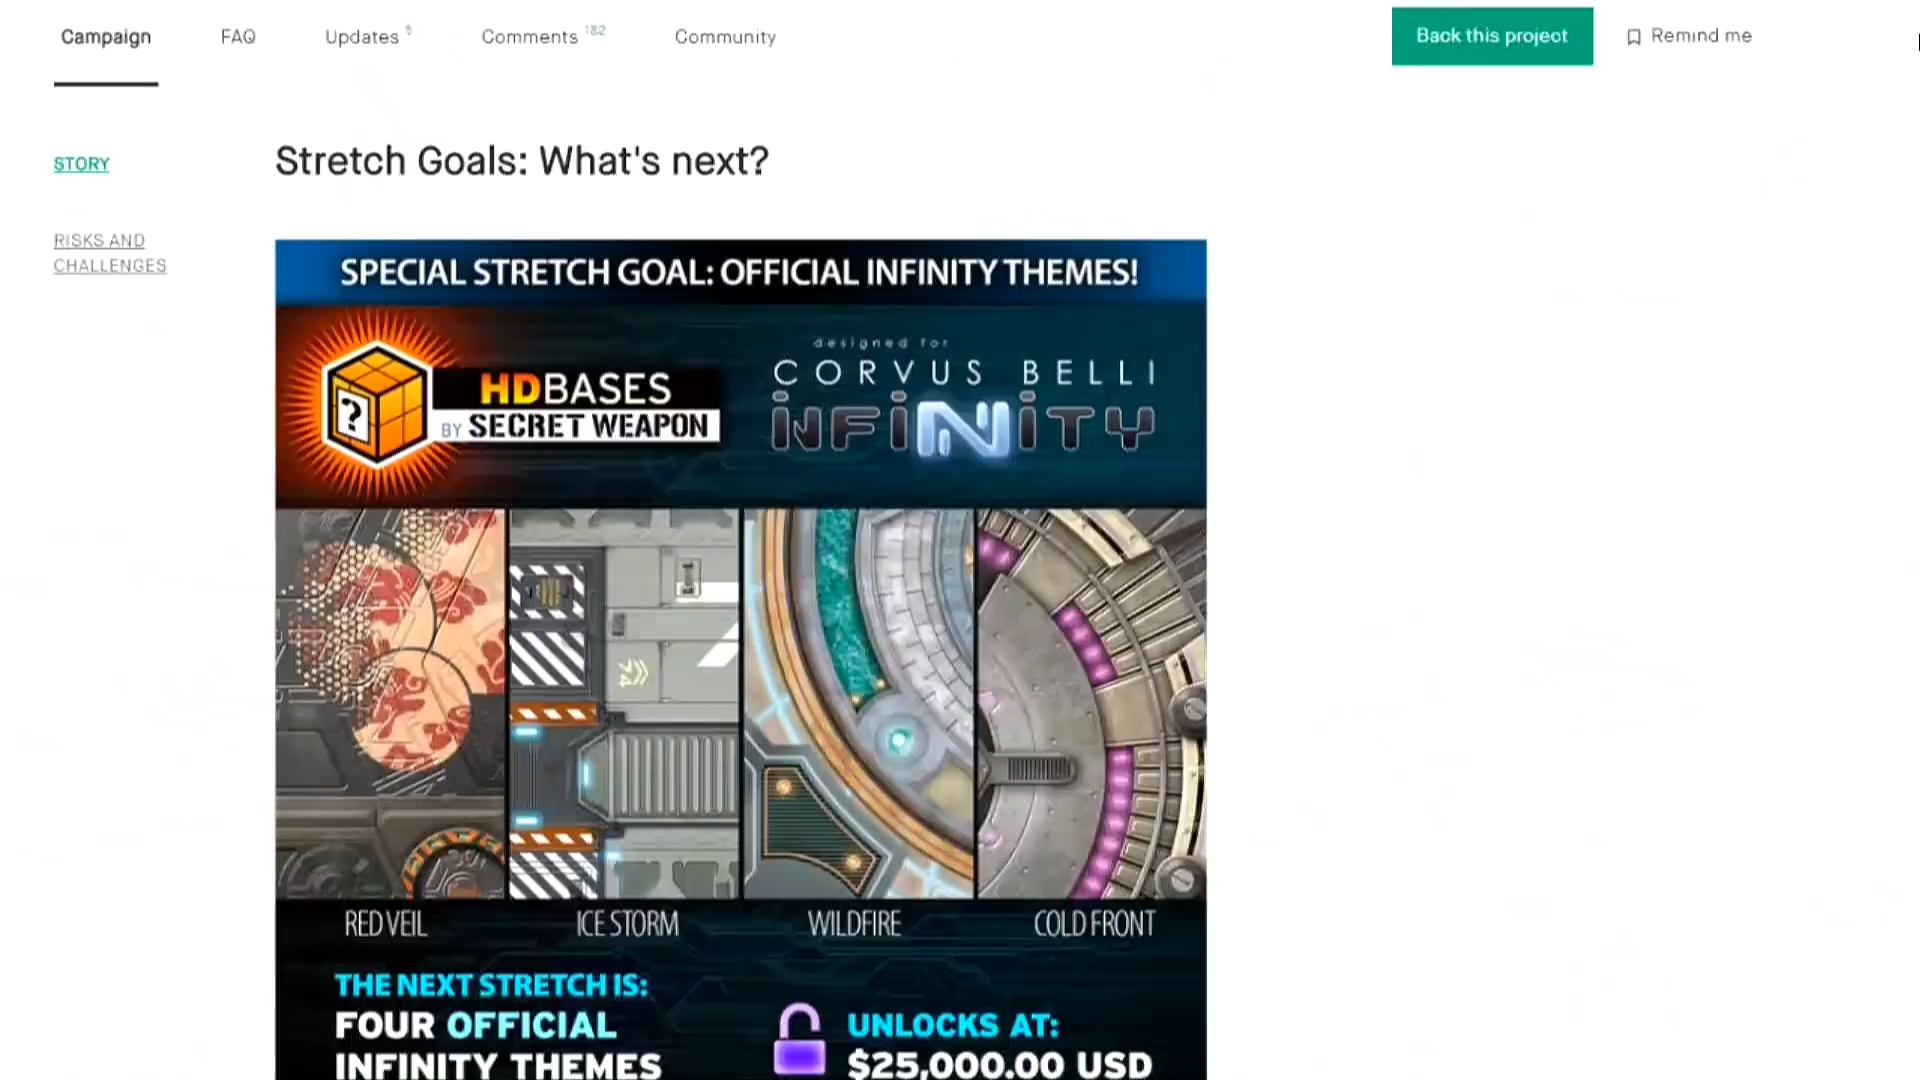 Campaign FAQ Updates 5 Comments 182 Community Back this project Remind me
STORY
RISKS AND
CHALLENGES
Stretch Goals: What's next?
SPECIAL STRETCH GOAL: OFFICIAL INFINITY THEMES!
?
HDBASES
BY SECRET WEAPON
designed for
CORVUS BELLI
INFINITY
RED VEIL ICE STORM WILDFIRE COLD FRONT
THE NEXT STRETCH IS:
FOUR OFFICIAL
INFINITY THEMES
UNLOCKS AT:
$25,000.00 USD